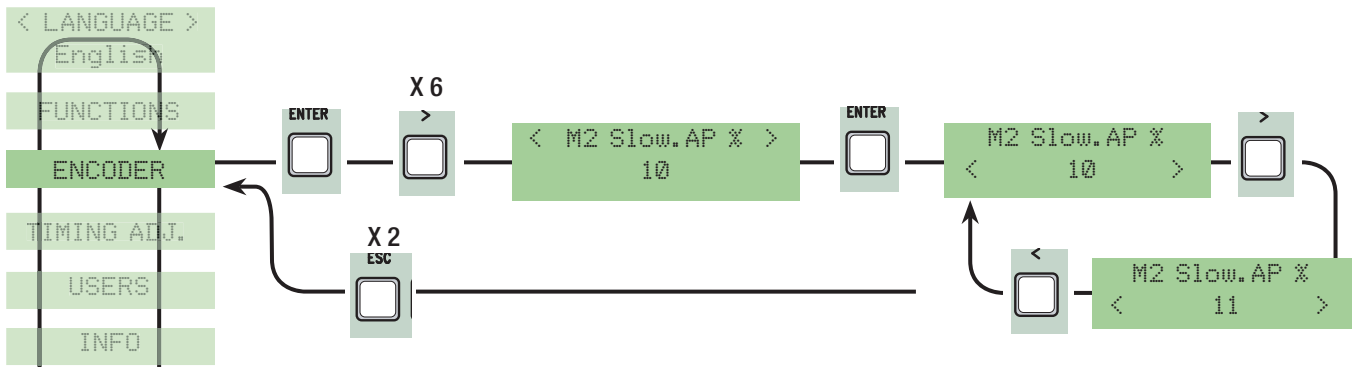 < LANGUAGE >
English
FUNCTIONS
ENCODER
TIMING ADJ.
USERS
INFO
ENTER
X 6
>
< M2 Slow.AP % >
10
ENTER
M2 Slow.AP %
< 10 >
>
<
M2 Slow.AP %
< 11 >
X 2
ESC